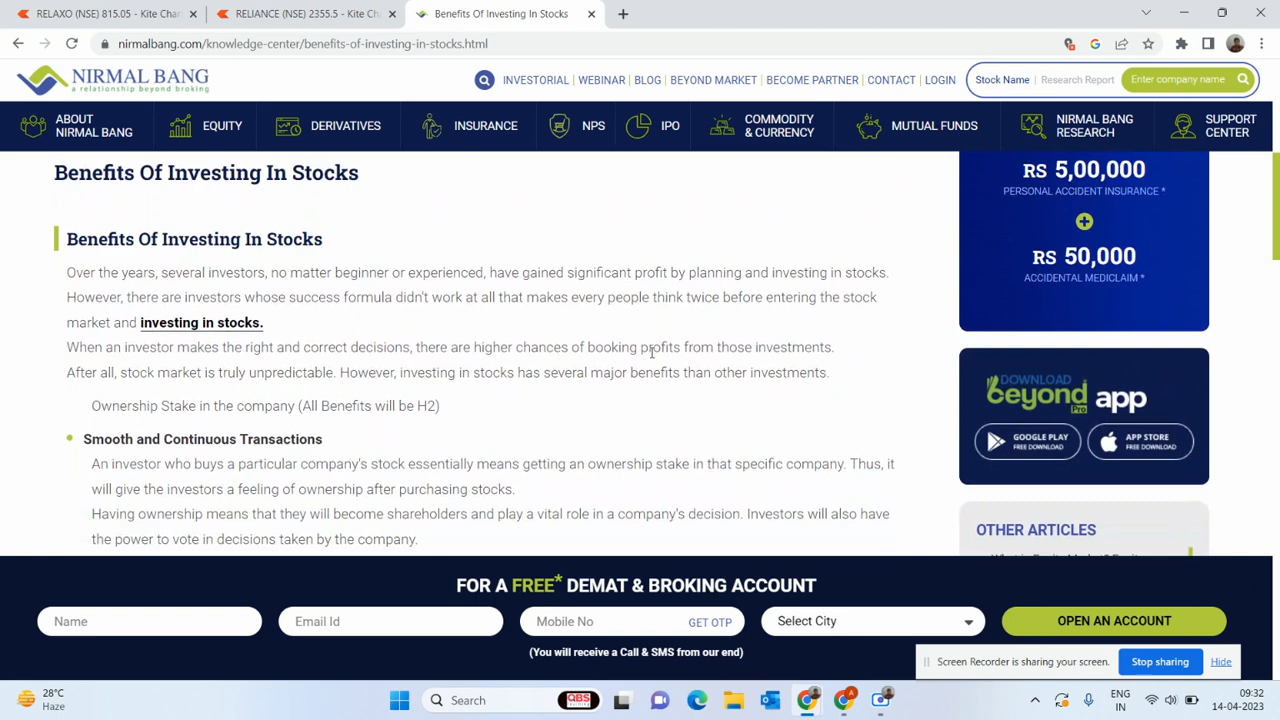 RELAXO (NSE) 815.05 - Kite Char
RELIANCE (NSE) 2355.5 - Kite Ch
Benefits Of Investing In Stocks
nirmalbang.com/knowledge-center/benefits-of-investing-in-stocks.html
NIRMAL BANG
a relationship beyond broking
INVESTORIAL | WEBINAR | BLOG | BEYOND MARKET | BECOME PARTNER | CONTACT | LOGIN
Stock Name | Research Report
Enter company name
ABOUT NIRMAL BANG
EQUITY
DERIVATIVES
INSURANCE
NPS
IPO
COMMODITY & CURRENCY
MUTUAL FUNDS
NIRMAL BANG RESEARCH
SUPPORT CENTER
Benefits Of Investing In Stocks
Benefits Of Investing In Stocks
Over the years, several investors, no matter beginner or experienced, have gained significant profit by planning and investing in stocks.
However, there are investors whose success formula didn't work at all that makes every people think twice before entering the stock
market and investing in stocks.
When an investor makes the right and correct decisions, there are higher chances of booking profits from those investments.
After all, stock market is truly unpredictable. However, investing in stocks has several major benefits than other investments.
Ownership Stake in the company (All Benefits will be H2)
Smooth and Continuous Transactions
An investor who buys a particular company's stock essentially means getting an ownership stake in that specific company. Thus, it
will give the investors a feeling of ownership after purchasing stocks.
Having ownership means that they will become shareholders and play a vital role in a company's decision. Investors will also have
the power to vote in decisions taken by the company.
RS 5,00,000
PERSONAL ACCIDENT INSURANCE *
RS 50,000
ACCIDENTAL MEDICLAIM *
DOWNLOAD
beyond Pro app
GOOGLE PLAY
FREE DOWNLOAD
APP STORE
FREE DOWNLOAD
OTHER ARTICLES
FOR A FREE* DEMAT & BROKING ACCOUNT
Name
Email Id
Mobile No
GET OTP
Select City
OPEN AN ACCOUNT
(You will receive a Call & SMS from our end)
Screen Recorder is sharing your screen.
Stop sharing
Hide
28°C
Haze
Search
ENG
IN
09:32
14-04-2023